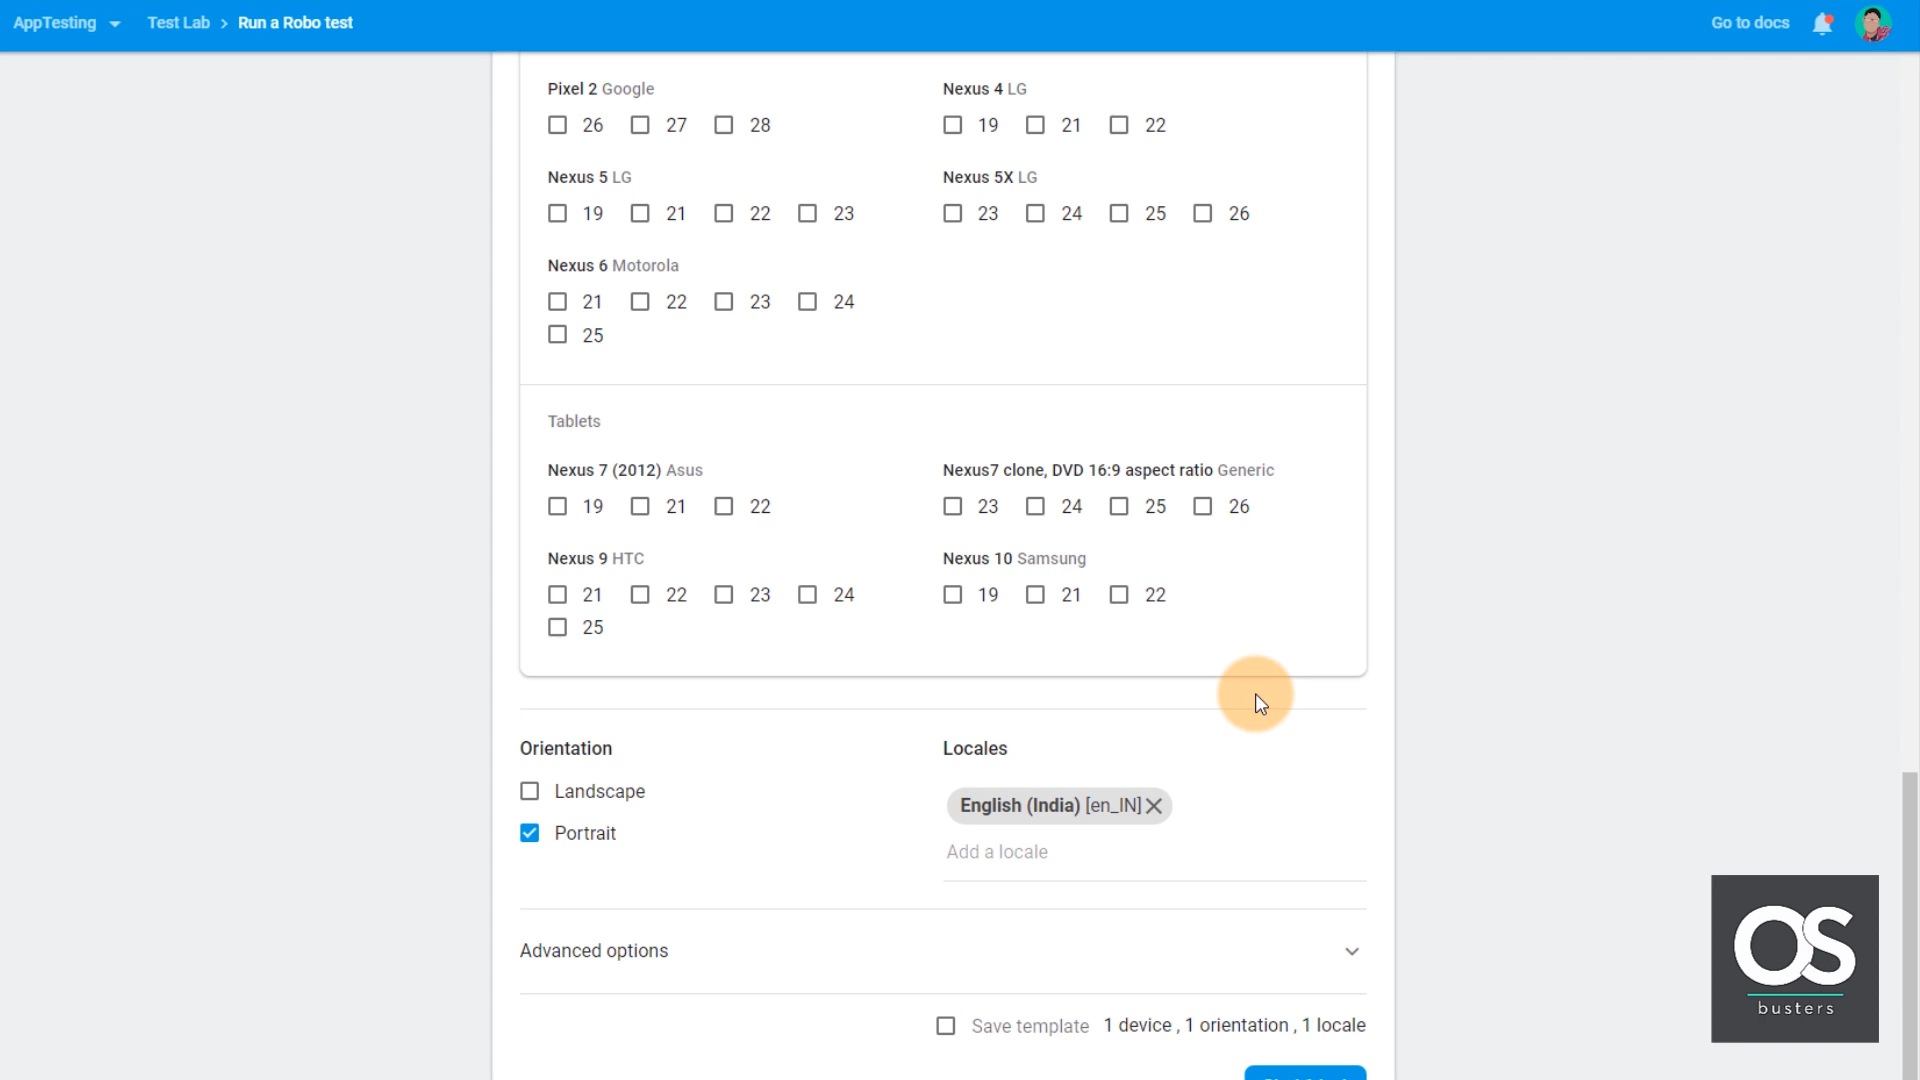 AppTesting Test Lab > Run a Robo test Go to docs
Pixel 2 Google Nexus 4 LG
26 27 28 19 21 22
Nexus 5 LG Nexus 5X LG
19 21 22 23 23 24 25 26
Nexus 6 Motorola
21 22 23 24
25
Tablets
Nexus 7 (2012) Asus Nexus7 clone, DVD 16:9 aspect ratio Generic
19 21 22 23 24 25 26
Nexus 9 HTC Nexus 10 Samsung
21 22 23 24 19 21 22
25
Orientation Locales
Landscape
English (India) [en_IN]
Portrait
Add a locale
Advanced options
Save template 1 device , 1 orientation , 1 locale
OS
busters